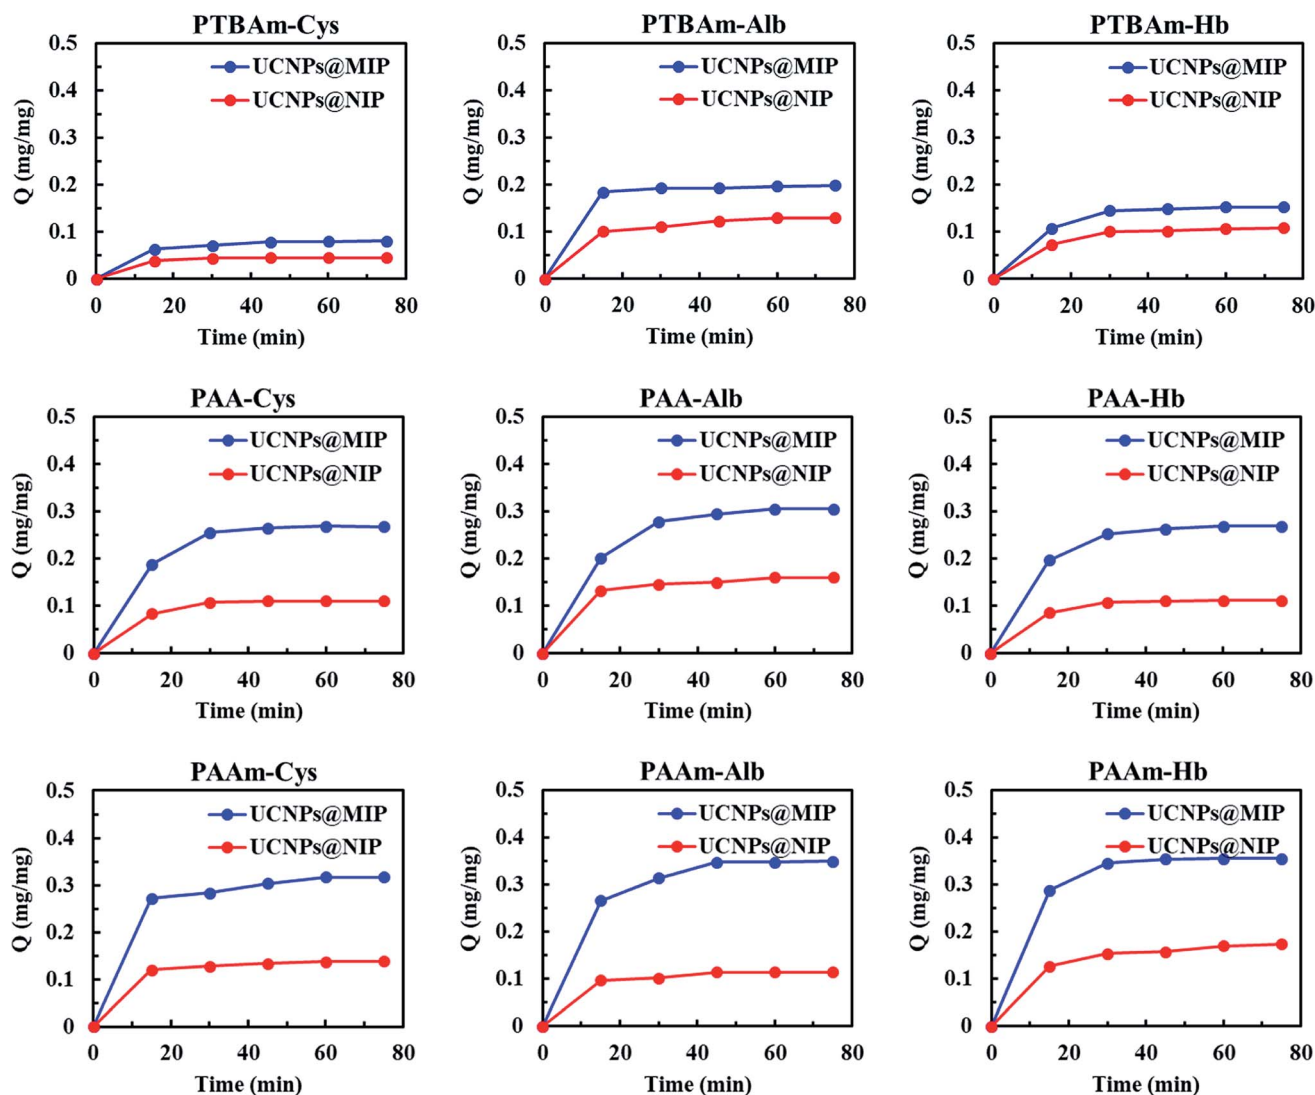 PTBAm-Cys
0.5
0.4
0.3
0.2
0.1
0
Q (mg/mg)
UCNPs@MIP
UCNPs@NIP
0 20 40 60 80
Time (min)
PTBAm-Alb
0.5
0.4
0.3
0.2
0.1
0
Q (mg/mg)
UCNPs@MIP
UCNPs@NIP
0 20 40 60 80
Time (min)
PTBAm-Hb
0.5
0.4
0.3
0.2
0.1
0
Q (mg/mg)
UCNPs@MIP
UCNPs@NIP
0 20 40 60 80
Time (min)
PAA-Cys
0.5
0.4
0.3
0.2
0.1
0
Q (mg/mg)
UCNPs@MIP
UCNPs@NIP
0 20 40 60 80
Time (min)
PAA-Alb
0.5
0.4
0.3
0.2
0.1
0
Q (mg/mg)
UCNPs@MIP
UCNPs@NIP
0 20 40 60 80
Time (min)
PAA-Hb
0.5
0.4
0.3
0.2
0.1
0
Q (mg/mg)
UCNPs@MIP
UCNPs@NIP
0 20 40 60 80
Time (min)
PAAm-Cys
0.5
0.4
0.3
0.2
0.1
0
Q (mg/mg)
UCNPs@MIP
UCNPs@NIP
0 20 40 60 80
Time (min)
PAAm-Alb
0.5
0.4
0.3
0.2
0.1
0
Q (mg/mg)
UCNPs@MIP
UCNPs@NIP
0 20 40 60 80
Time (min)
PAAm-Hb
0.5
0.4
0.3
0.2
0.1
0
Q (mg/mg)
UCNPs@MIP
UCNPs@NIP
0 20 40 60 80
Time (min)